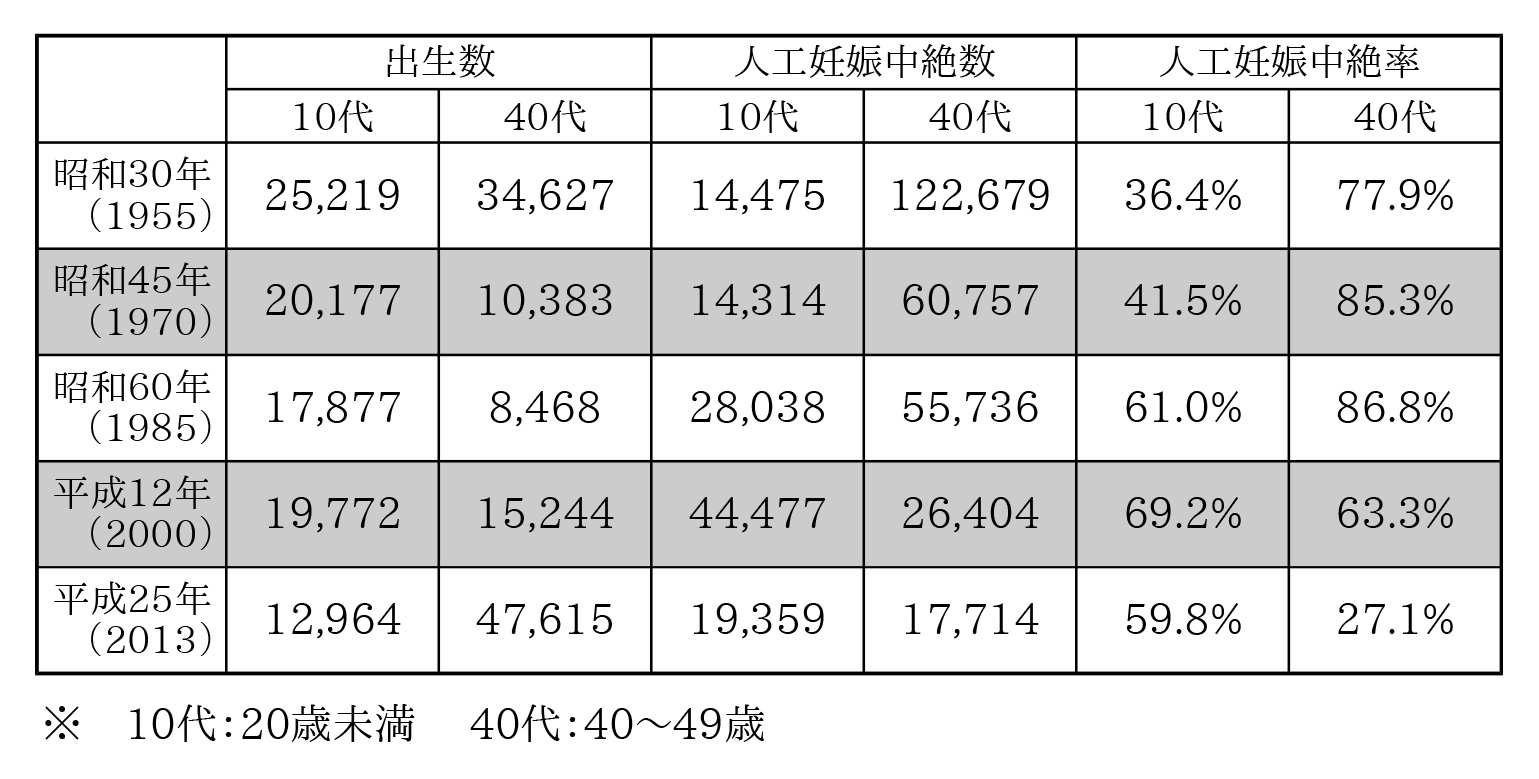 出生数 人工妊娠中絶数 人工妊娠中絶率
10代 40代 10代 40代 10代 40代
昭和30年
(1955) 25,219 34,627 14,475 122,679 36.4% 77.9%
昭和45年
(1970) 20,177 10,383 14,314 60,757 41.5% 85.3%
昭和60年
(1985) 17,877 8,468 28,038 55,736 61.0% 86.8%
平成12年
(2000) 19,772 15,244 44,477 26,404 69.2% 63.3%
平成25年
(2013) 12,964 47,615 19,359 17,714 59.8% 27.1%
※ 10代:20歳未満 40代:40〜49歳